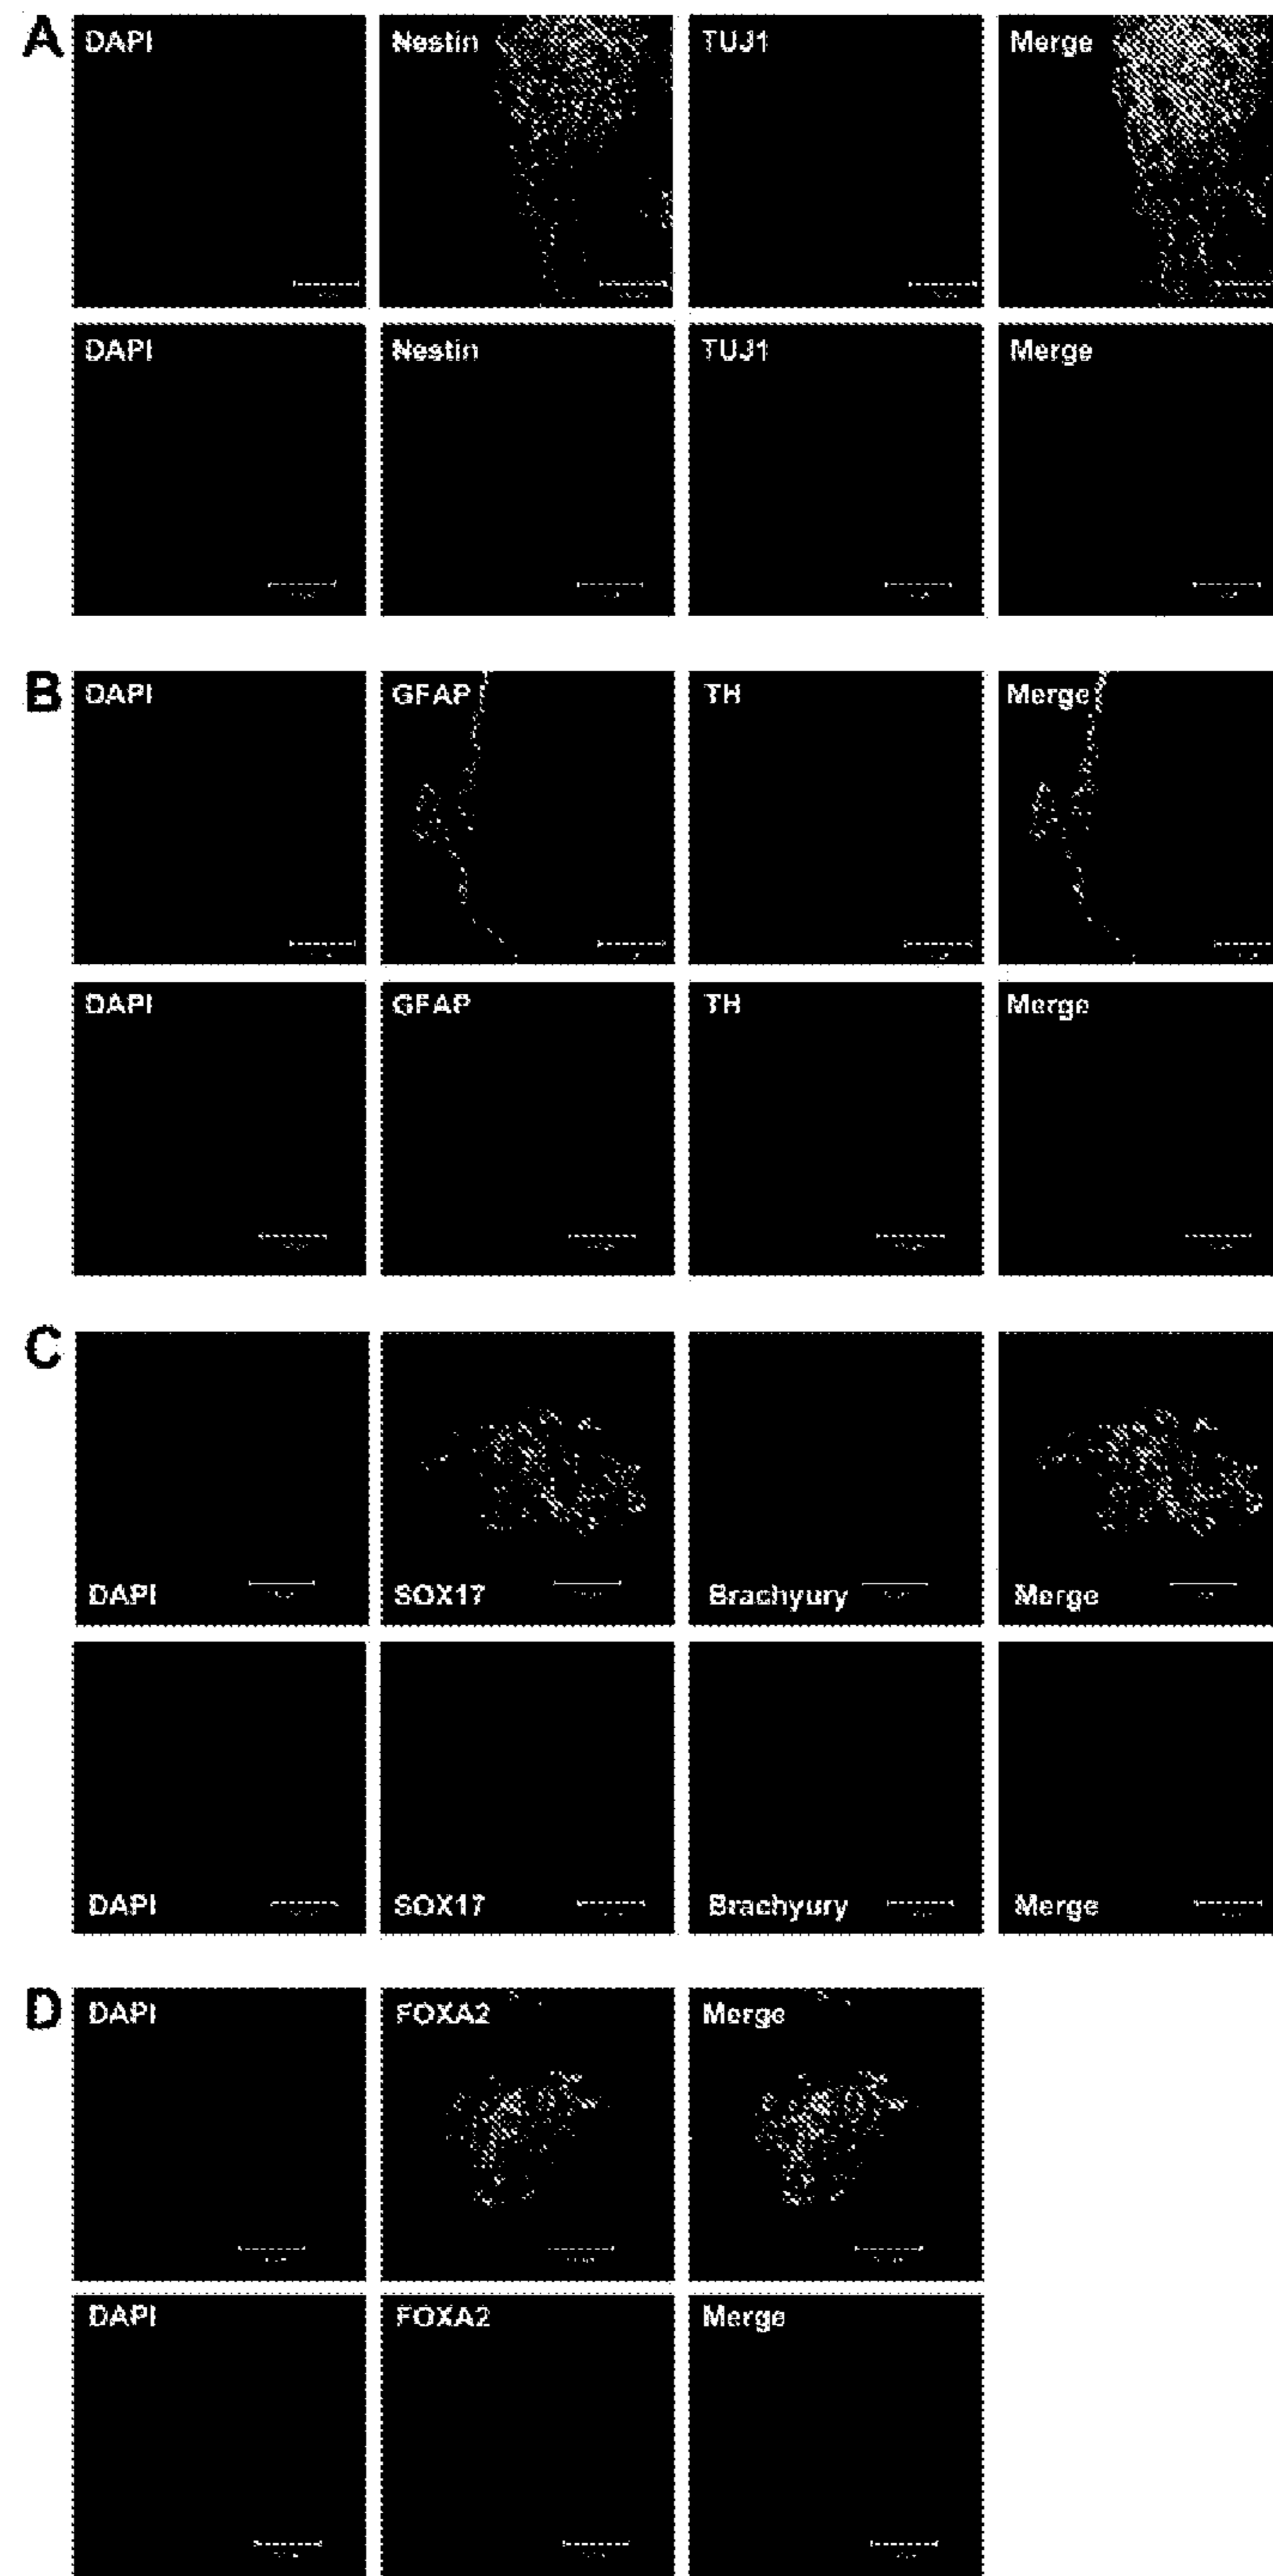 A DAPI Nestin TUJ1 Merge
DAPI Nestin TUJ1 Merge
B DAPI GFAP TH Merge
DAPI GFAP TH Merge
C
DAPI SOX17 Brachyury Merge
DAPI SOX17 Brachyury Merge
D DAPI FOXA2 Merge
DAPI FOXA2 Merge